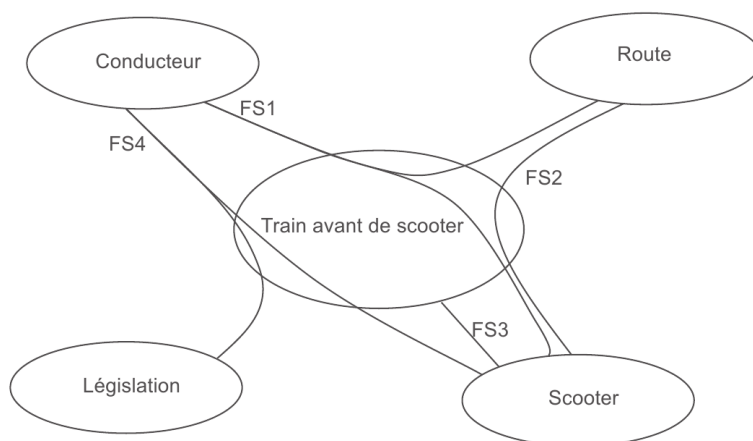 Conducteur
Route
FS1
FS4
FS2
Train avant de scooter
FS3
Législation
Scooter